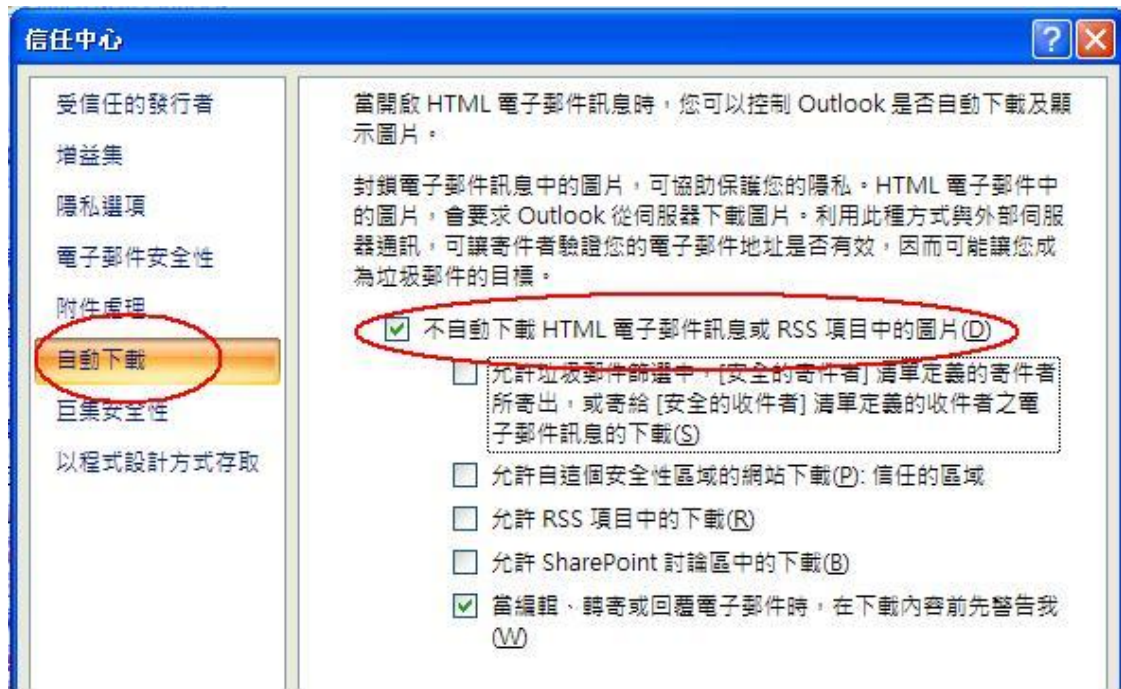 信任中心
受信任的發行者
增益集
隱私選項
電子郵件安全性
附件處理
自動下載
巨集安全性
以程式設計方式存取
當開啟 HTML 電子郵件訊息時，您可以控制 Outlook 是否自動下載及顯
示圖片。
封鎖電子郵件訊息中的圖片，可協助保護您的隱私。HTML 電子郵件中
的圖片，會要求 Outlook 從伺服器下載圖片。利用此種方式與外部伺服
器通訊，可讓寄件者驗證您的電子郵件地址是否有效，因而可能讓您成
為垃圾郵件的目標。
不自動下載 HTML 電子郵件訊息或 RSS 項目中的圖片(D)
允許垃圾郵件篩選中，[安全的寄件者] 清單定義的寄件者
所寄出，或寄給 [安全的收件者] 清單定義的收件者之電
子郵件訊息的下載(S)
允許自這個安全性區域的網站下載(P): 信任的區域
允許 RSS 項目中的下載(R)
允許 SharePoint 討論區中的下載(B)
當編輯、轉寄或回覆電子郵件時，在下載內容前先警告我
(W)